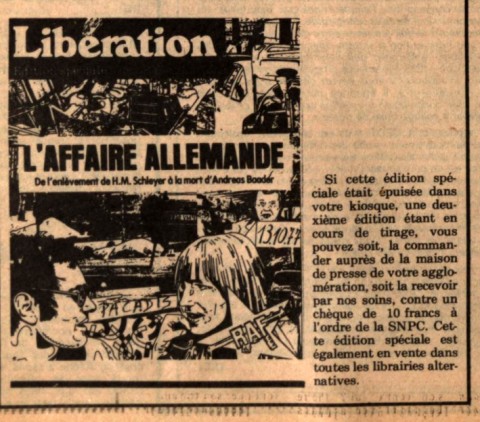 Libération
L'AFFAIRE ALLEMANDE
De l'enlèvement de H.M. Schleyer à la mort d'Andreas Baader
13.10.77
PACADIS
RAF
Si cette édition spé-
ciale était épuisée dans
votre kiosque, une deu-
xième édition étant en
cours de tirage, vous
pouvez soit, la comman-
der auprès de la maison
de presse de votre agglo-
mération, soit la recevoir
par nos soins, contre un
chèque de 10 francs à
l'ordre de la SNPC. Cet-
te édition spéciale est
également en vente dans
toutes les librairies alter-
natives.